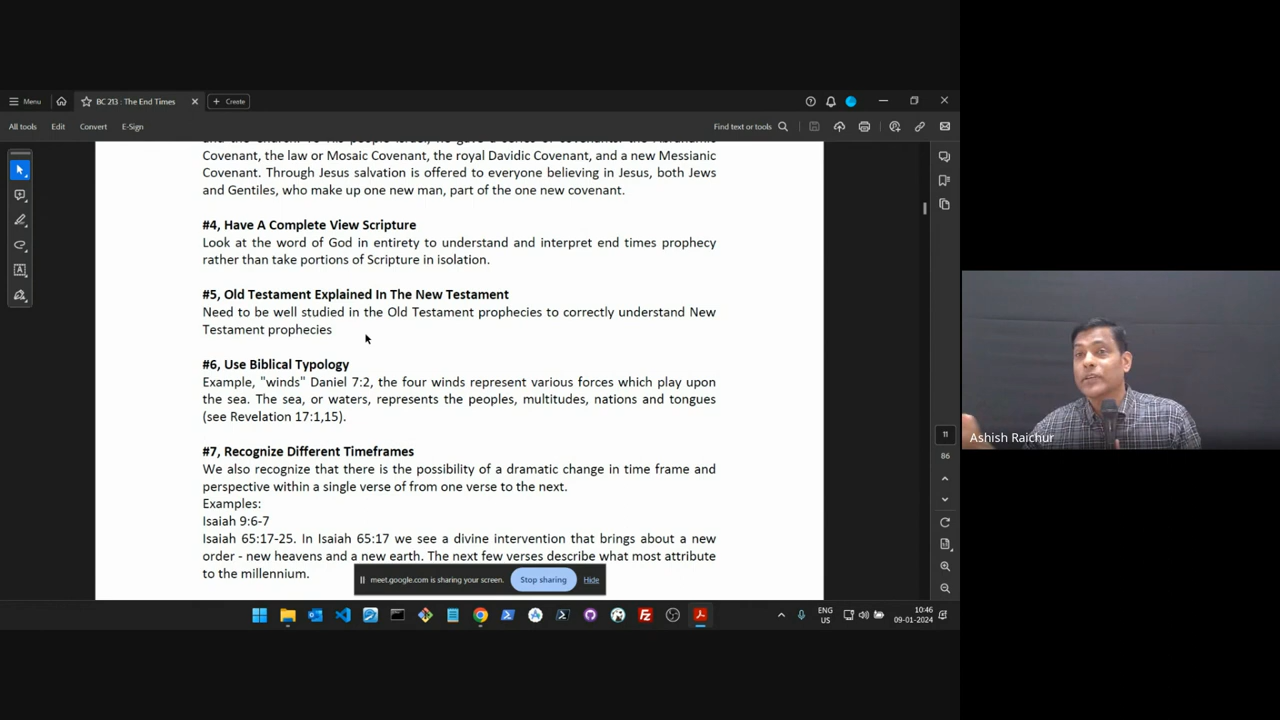 Menu
BC 213 : The End Times
Create
All tools
Edit
Convert
E-Sign
Find text or tools
Covenant, the law or Mosaic Covenant, the royal Davidic Covenant, and a new Messianic
Covenant. Through Jesus salvation is offered to everyone believing in Jesus, both Jews
and Gentiles, who make up one new man, part of the one new covenant.
#4, Have A Complete View Scripture
Look at the word of God in entirety to understand and interpret end times prophecy
rather than take portions of Scripture in isolation.
#5, Old Testament Explained In The New Testament
Need to be well studied in the Old Testament prophecies to correctly understand New
Testament prophecies
#6, Use Biblical Typology
Example, "winds" Daniel 7:2, the four winds represent various forces which play upon
the sea. The sea, or waters, represents the peoples, multitudes, nations and tongues
(see Revelation 17:1,15).
#7, Recognize Different Timeframes
We also recognize that there is the possibility of a dramatic change in time frame and
perspective within a single verse of from one verse to the next.
Examples:
Isaiah 9:6-7
Isaiah 65:17-25. In Isaiah 65:17 we see a divine intervention that brings about a new
order - new heavens and a new earth. The next few verses describe what most attribute
to the millennium.
meet.google.com is sharing your screen.
Stop sharing
Hide
11
86
Ashish Raichur
ENG
US
10:46
09-01-2024